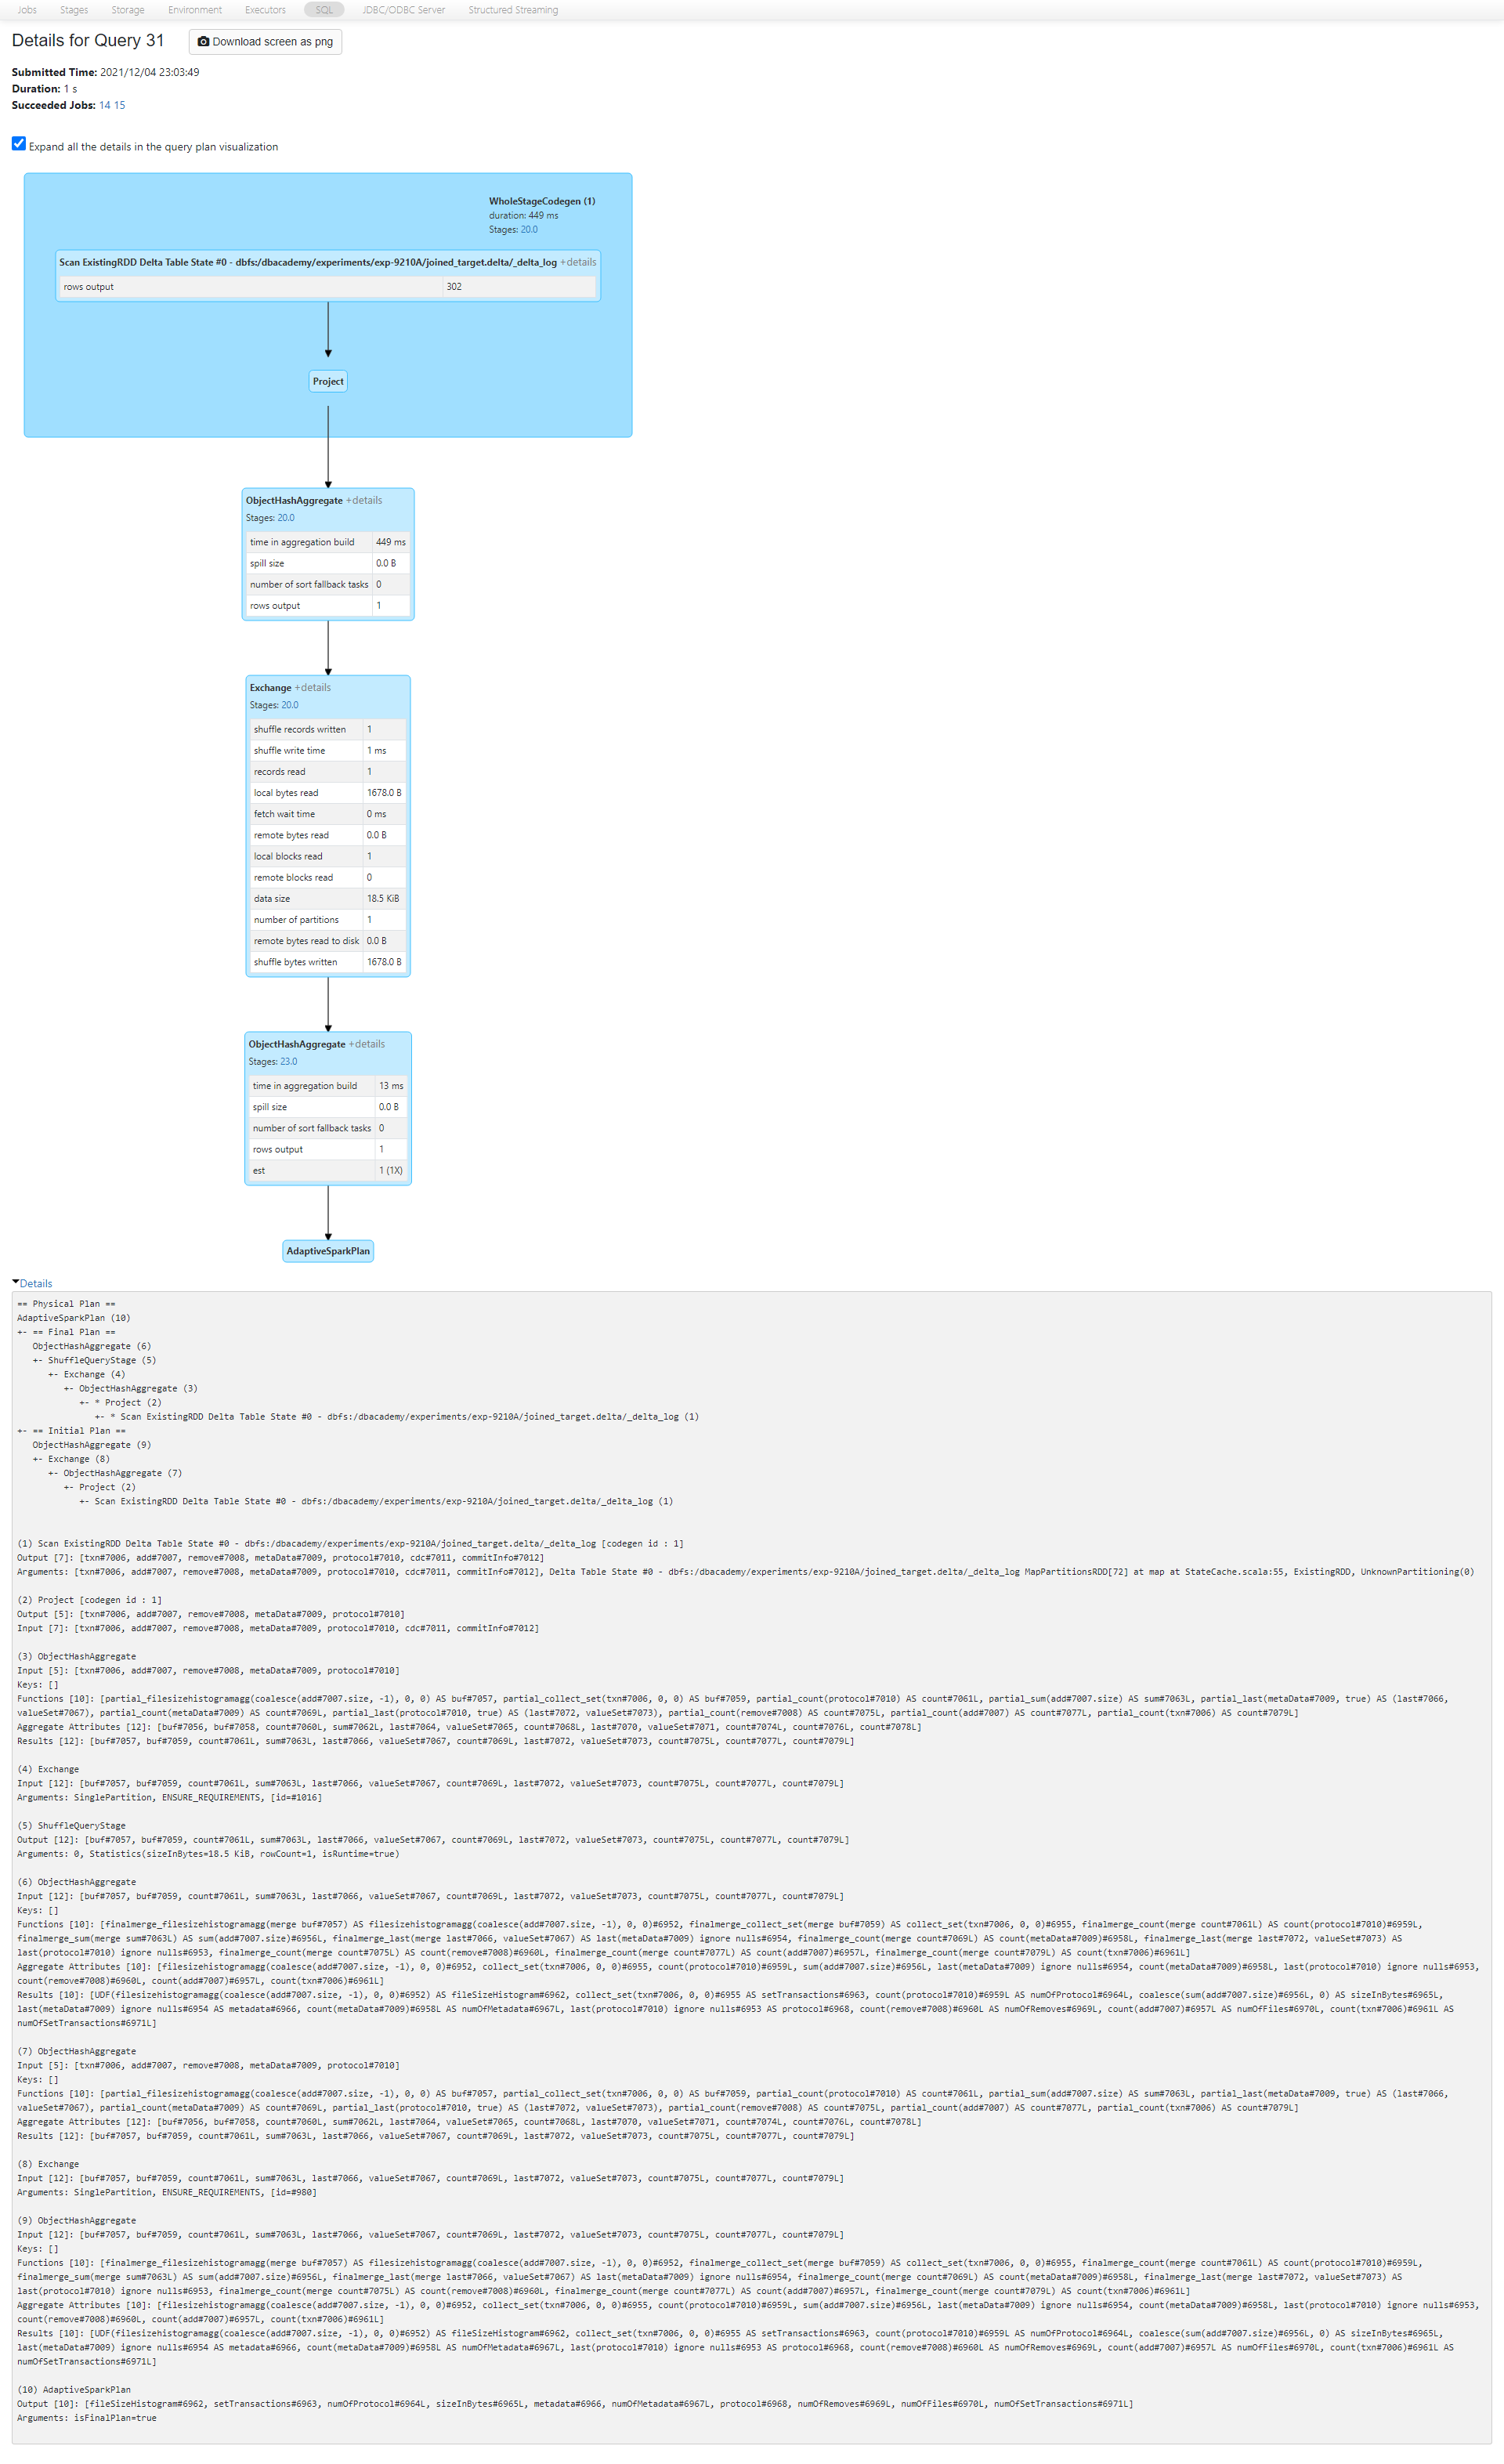 Jobs Stages Storage Environment Executors SQL JDBC/ODBC Server Structured Streaming
Details for Query 31 Download screen as png
Submitted Time: 2021/12/04 23:03:49
Duration: 1 s
Succeeded Jobs: 14 15
Expand all the details in the query plan visualization
WholeStageCodegen (1)
duration: 449 ms
Stages: 20.0
Scan ExistingRDD Delta Table State #0 - dbfs:/dbacademy/experiments/exp-9210A/joined_target.delta/_delta_log +details
rows output 302
Project
ObjectHashAggregate +details
Stages: 20.0
time in aggregation build 449 ms
spill size 0.0 B
number of sort fallback tasks 0
rows output 1
Exchange +details
Stages: 20.0
shuffle records written 1
shuffle write time 1 ms
records read 1
local bytes read 1678.0 B
fetch wait time 0 ms
remote bytes read 0.0 B
local blocks read 1
remote blocks read 0
data size 18.5 KiB
number of partitions 1
remote bytes read to disk 0.0 B
shuffle bytes written 1678.0 B
ObjectHashAggregate +details
Stages: 23.0
time in aggregation build 13 ms
spill size 0.0 B
number of sort fallback tasks 0
rows output 1
est 1 (1X)
AdaptiveSparkPlan
Details
== Physical Plan ==
AdaptiveSparkPlan (10)
+- == Final Plan ==
   ObjectHashAggregate (6)
   +- ShuffleQueryStage (5)
      +- Exchange (4)
         +- ObjectHashAggregate (3)
            +- * Project (2)
               +- * Scan ExistingRDD Delta Table State #0 - dbfs:/dbacademy/experiments/exp-9210A/joined_target.delta/_delta_log (1)
+- == Initial Plan ==
   ObjectHashAggregate (9)
   +- Exchange (8)
      +- ObjectHashAggregate (7)
         +- Project (2)
            +- Scan ExistingRDD Delta Table State #0 - dbfs:/dbacademy/experiments/exp-9210A/joined_target.delta/_delta_log (1)
(1) Scan ExistingRDD Delta Table State #0 - dbfs:/dbacademy/experiments/exp-9210A/joined_target.delta/_delta_log [codegen id : 1]
Output [7]: [txn#7006, add#7007, remove#7008, metaData#7009, protocol#7010, cdc#7011, commitInfo#7012]
Arguments: [txn#7006, add#7007, remove#7008, metaData#7009, protocol#7010, cdc#7011, commitInfo#7012], Delta Table State #0 - dbfs:/dbacademy/experiments/exp-9210A/joined_target.delta/_delta_log MapPartitionsRDD[72] at map at StateCache.scala:55, ExistingRDD, UnknownPartitioning(0)
(2) Project [codegen id : 1]
Output [5]: [txn#7006, add#7007, remove#7008, metaData#7009, protocol#7010]
Input [7]: [txn#7006, add#7007, remove#7008, metaData#7009, protocol#7010, cdc#7011, commitInfo#7012]
(3) ObjectHashAggregate
Input [5]: [txn#7006, add#7007, remove#7008, metaData#7009, protocol#7010]
Keys: []
Functions [10]: [partial_filesizehistogramagg(coalesce(add#7007.size, -1), 0, 0) AS buf#7057, partial_collect_set(txn#7006, 0, 0) AS buf#7059, partial_count(protocol#7010) AS count#7061L, partial_sum(add#7007.size) AS sum#7063L, partial_last(metaData#7009, true) AS (last#7066,
valueSet#7067), partial_count(metaData#7009) AS count#7069L, partial_last(protocol#7010, true) AS (last#7072, valueSet#7073), partial_count(remove#7008) AS count#7075L, partial_count(add#7007) AS count#7077L, partial_count(txn#7006) AS count#7079L]
Aggregate Attributes [12]: [buf#7056, buf#7058, count#7060L, sum#7062L, last#7064, valueSet#7065, count#7068L, last#7070, valueSet#7071, count#7074L, count#7076L, count#7078L]
Results [12]: [buf#7057, buf#7059, count#7061L, sum#7063L, last#7066, valueSet#7067, count#7069L, last#7072, valueSet#7073, count#7075L, count#7077L, count#7079L]
(4) Exchange
Input [12]: [buf#7057, buf#7059, count#7061L, sum#7063L, last#7066, valueSet#7067, count#7069L, last#7072, valueSet#7073, count#7075L, count#7077L, count#7079L]
Arguments: SinglePartition, ENSURE_REQUIREMENTS, [id=#1016]
(5) ShuffleQueryStage
Output [12]: [buf#7057, buf#7059, count#7061L, sum#7063L, last#7066, valueSet#7067, count#7069L, last#7072, valueSet#7073, count#7075L, count#7077L, count#7079L]
Arguments: 0, Statistics(sizeInBytes=18.5 KiB, rowCount=1, isRuntime=true)
(6) ObjectHashAggregate
Input [12]: [buf#7057, buf#7059, count#7061L, sum#7063L, last#7066, valueSet#7067, count#7069L, last#7072, valueSet#7073, count#7075L, count#7077L, count#7079L]
Keys: []
Functions [10]: [finalmerge_filesizehistogramagg(merge buf#7057) AS filesizehistogramagg(coalesce(add#7007.size, -1), 0, 0)#6952, finalmerge_collect_set(merge buf#7059) AS collect_set(txn#7006, 0, 0)#6955, finalmerge_count(merge count#7061L) AS count(protocol#7010)#6959L,
finalmerge_sum(merge sum#7063L) AS sum(add#7007.size)#6956L, finalmerge_last(merge last#7066, valueSet#7067) AS last(metaData#7009) ignore nulls#6954, finalmerge_count(merge count#7069L) AS count(metaData#7009)#6958L, finalmerge_last(merge last#7072, valueSet#7073) AS
last(protocol#7010) ignore nulls#6953, finalmerge_count(merge count#7075L) AS count(remove#7008)#6960L, finalmerge_count(merge count#7077L) AS count(add#7007)#6957L, finalmerge_count(merge count#7079L) AS count(txn#7006)#6961L]
Aggregate Attributes [10]: [filesizehistogramagg(coalesce(add#7007.size, -1), 0, 0)#6952, collect_set(txn#7006, 0, 0)#6955, count(protocol#7010)#6959L, sum(add#7007.size)#6956L, last(metaData#7009) ignore nulls#6954, count(metaData#7009)#6958L, last(protocol#7010) ignore nulls#6953,
count(remove#7008)#6960L, count(add#7007)#6957L, count(txn#7006)#6961L]
Results [10]: [UDF(filesizehistogramagg(coalesce(add#7007.size, -1), 0, 0)#6952) AS fileSizeHistogram#6962, collect_set(txn#7006, 0, 0)#6955 AS setTransactions#6963, count(protocol#7010)#6959L AS numOfProtocol#6964L, coalesce(sum(add#7007.size)#6956L, 0) AS sizeInBytes#6965L,
last(metaData#7009) ignore nulls#6954 AS metadata#6966, count(metaData#7009)#6958L AS numOfMetadata#6967L, last(protocol#7010) ignore nulls#6953 AS protocol#6968, count(remove#7008)#6960L AS numOfRemoves#6969L, count(add#7007)#6957L AS numOfFiles#6970L, count(txn#7006)#6961L AS
numOfSetTransactions#6971L]
(7) ObjectHashAggregate
Input [5]: [txn#7006, add#7007, remove#7008, metaData#7009, protocol#7010]
Keys: []
Functions [10]: [partial_filesizehistogramagg(coalesce(add#7007.size, -1), 0, 0) AS buf#7057, partial_collect_set(txn#7006, 0, 0) AS buf#7059, partial_count(protocol#7010) AS count#7061L, partial_sum(add#7007.size) AS sum#7063L, partial_last(metaData#7009, true) AS (last#7066,
valueSet#7067), partial_count(metaData#7009) AS count#7069L, partial_last(protocol#7010, true) AS (last#7072, valueSet#7073), partial_count(remove#7008) AS count#7075L, partial_count(add#7007) AS count#7077L, partial_count(txn#7006) AS count#7079L]
Aggregate Attributes [12]: [buf#7056, buf#7058, count#7060L, sum#7062L, last#7064, valueSet#7065, count#7068L, last#7070, valueSet#7071, count#7074L, count#7076L, count#7078L]
Results [12]: [buf#7057, buf#7059, count#7061L, sum#7063L, last#7066, valueSet#7067, count#7069L, last#7072, valueSet#7073, count#7075L, count#7077L, count#7079L]
(8) Exchange
Input [12]: [buf#7057, buf#7059, count#7061L, sum#7063L, last#7066, valueSet#7067, count#7069L, last#7072, valueSet#7073, count#7075L, count#7077L, count#7079L]
Arguments: SinglePartition, ENSURE_REQUIREMENTS, [id=#980]
(9) ObjectHashAggregate
Input [12]: [buf#7057, buf#7059, count#7061L, sum#7063L, last#7066, valueSet#7067, count#7069L, last#7072, valueSet#7073, count#7075L, count#7077L, count#7079L]
Keys: []
Functions [10]: [finalmerge_filesizehistogramagg(merge buf#7057) AS filesizehistogramagg(coalesce(add#7007.size, -1), 0, 0)#6952, finalmerge_collect_set(merge buf#7059) AS collect_set(txn#7006, 0, 0)#6955, finalmerge_count(merge count#7061L) AS count(protocol#7010)#6959L,
finalmerge_sum(merge sum#7063L) AS sum(add#7007.size)#6956L, finalmerge_last(merge last#7066, valueSet#7067) AS last(metaData#7009) ignore nulls#6954, finalmerge_count(merge count#7069L) AS count(metaData#7009)#6958L, finalmerge_last(merge last#7072, valueSet#7073) AS
last(protocol#7010) ignore nulls#6953, finalmerge_count(merge count#7075L) AS count(remove#7008)#6960L, finalmerge_count(merge count#7077L) AS count(add#7007)#6957L, finalmerge_count(merge count#7079L) AS count(txn#7006)#6961L]
Aggregate Attributes [10]: [filesizehistogramagg(coalesce(add#7007.size, -1), 0, 0)#6952, collect_set(txn#7006, 0, 0)#6955, count(protocol#7010)#6959L, sum(add#7007.size)#6956L, last(metaData#7009) ignore nulls#6954, count(metaData#7009)#6958L, last(protocol#7010) ignore nulls#6953,
count(remove#7008)#6960L, count(add#7007)#6957L, count(txn#7006)#6961L]
Results [10]: [UDF(filesizehistogramagg(coalesce(add#7007.size, -1), 0, 0)#6952) AS fileSizeHistogram#6962, collect_set(txn#7006, 0, 0)#6955 AS setTransactions#6963, count(protocol#7010)#6959L AS numOfProtocol#6964L, coalesce(sum(add#7007.size)#6956L, 0) AS sizeInBytes#6965L,
last(metaData#7009) ignore nulls#6954 AS metadata#6966, count(metaData#7009)#6958L AS numOfMetadata#6967L, last(protocol#7010) ignore nulls#6953 AS protocol#6968, count(remove#7008)#6960L AS numOfRemoves#6969L, count(add#7007)#6957L AS numOfFiles#6970L, count(txn#7006)#6961L AS
numOfSetTransactions#6971L]
(10) AdaptiveSparkPlan
Output [10]: [fileSizeHistogram#6962, setTransactions#6963, numOfProtocol#6964L, sizeInBytes#6965L, metadata#6966, numOfMetadata#6967L, protocol#6968, numOfRemoves#6969L, numOfFiles#6970L, numOfSetTransactions#6971L]
Arguments: isFinalPlan=true